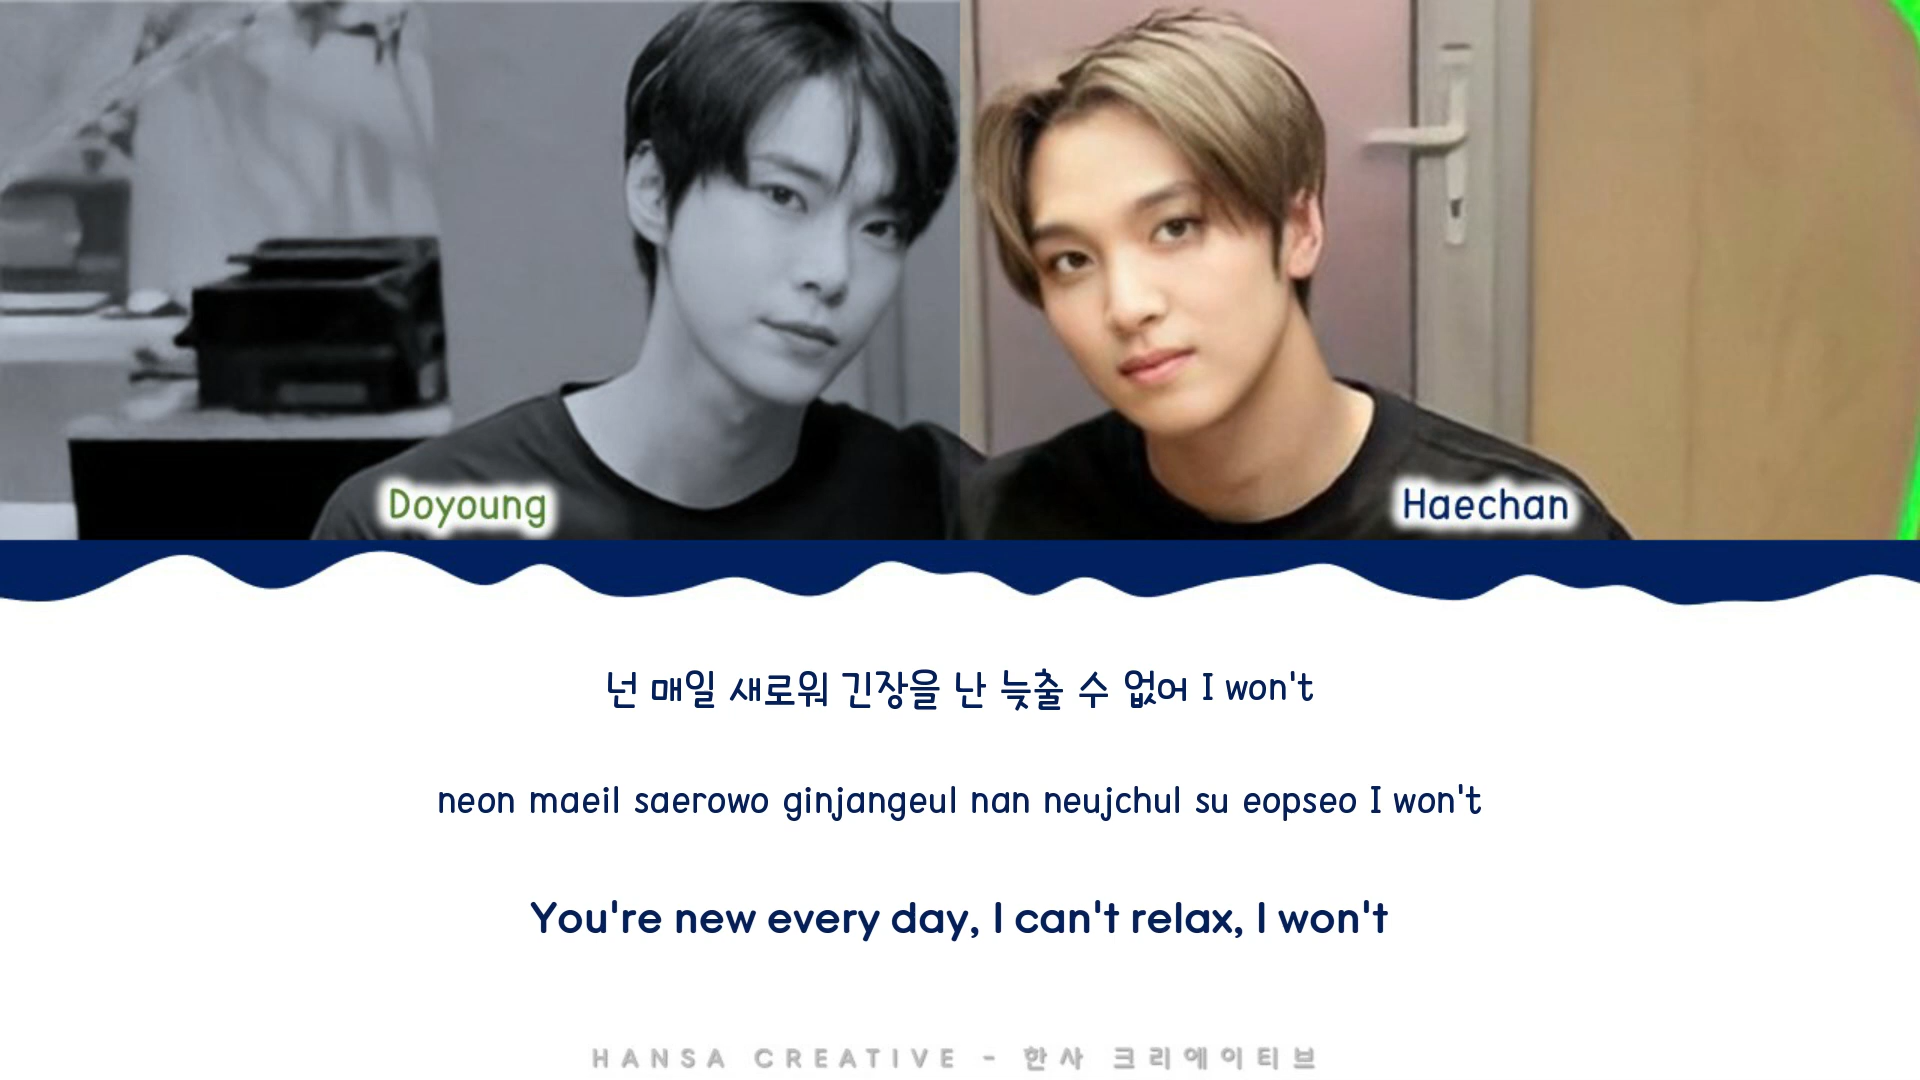 Doyoung
Haechan
넌 매일 새로워 긴장을 난 늦출 수 없어 I won't
neon maeil saerowo ginjangeul nan neujchul su eopseo I won't
You're new every day, I can't relax, I won't
HANSA CREATIVE - 한사 크리에이티브